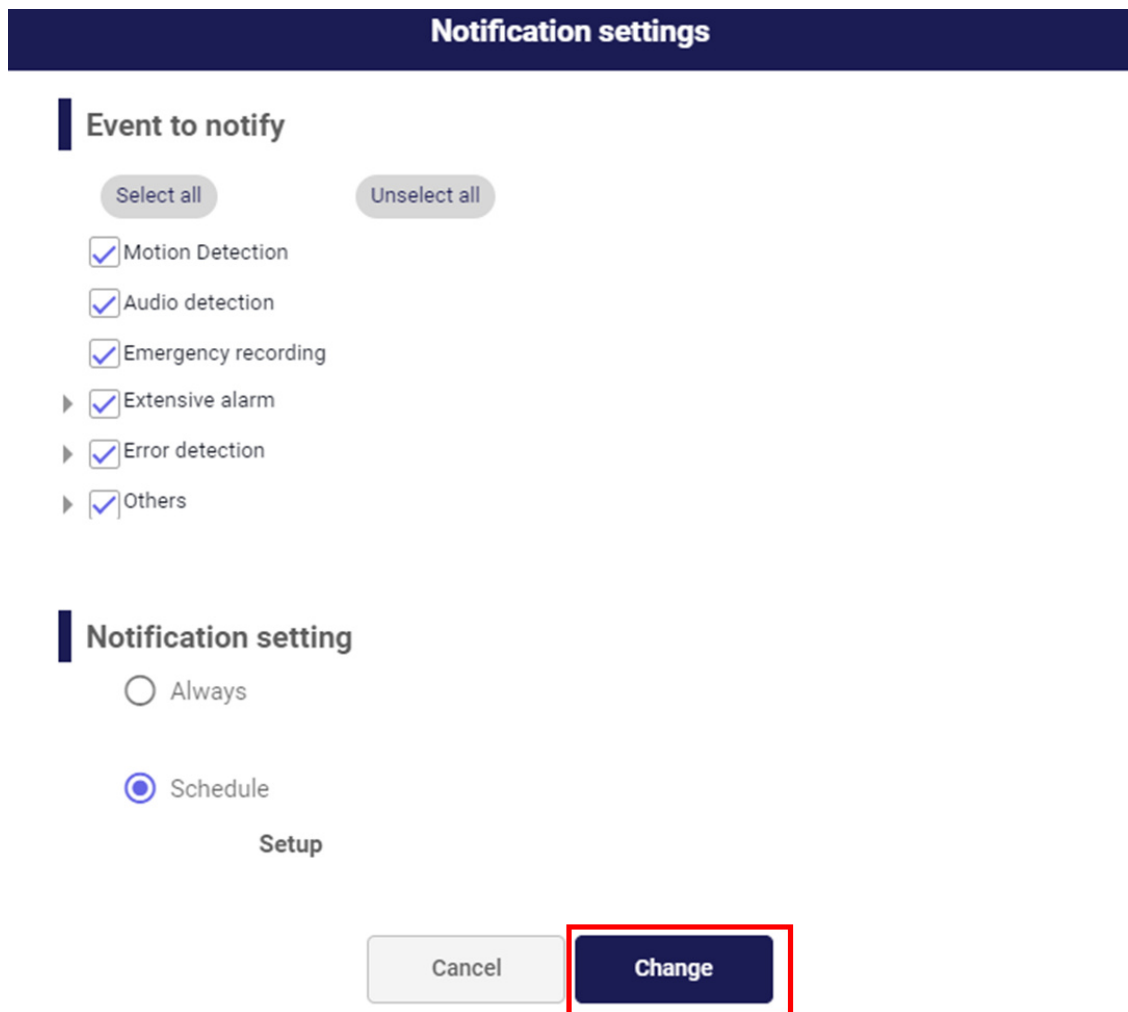 Notification settings
Event to notify
Select all Unselect all
Motion Detection
Audio detection
Emergency recording
Extensive alarm
Error detection
Others
Notification setting
Always
Schedule
Setup
Cancel Change